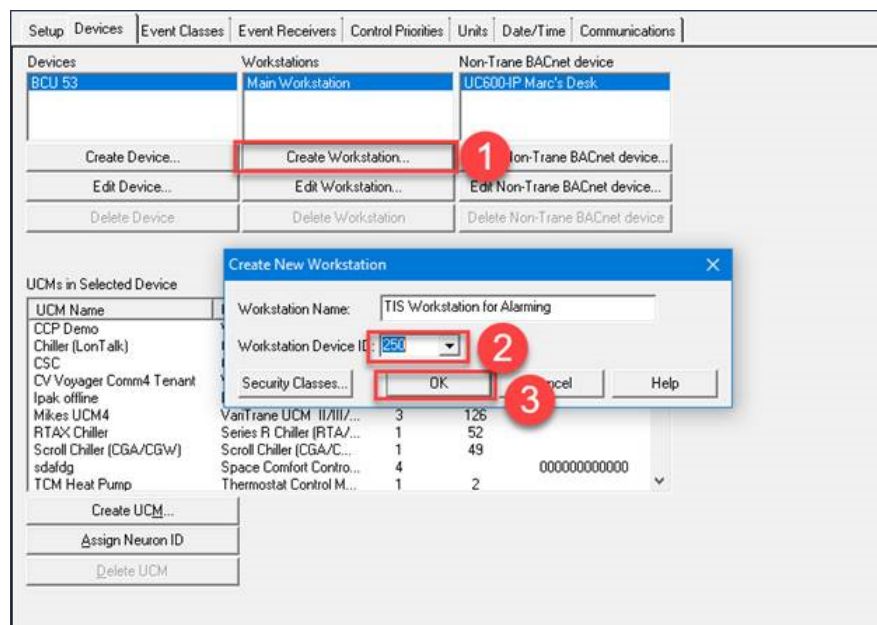 Setup Devices Event Classes Event Receivers Control Priorities Units Date/Time Communications
Devices Workstations Non-Trane BACnet device
BCU 53 Main Workstation UC600-IP Marc's Desk
Create Device... Create Workstation... 1 Non-Trane BACnet device...
Edit Device... Edit Workstation... Edit Non-Trane BACnet device...
Delete Device Delete Workstation Delete Non-Trane BACnet device
Create New Workstation
UCMs in Selected Device
Workstation Name: TIS Workstation for Alarming
UCM Name
CCP Demo
Workstation Device ID: 250 2
Chiller (LonTalk)
CSC
CV Voyager Comm4 Tenant
Security Classes... OK 3 Help
Ipak offline
Mikes UCM4 VariTrane UCM II/III/... 3 126
RTAX Chiller Series R Chiller (RTA/... 1 52
Scroll Chiller (CGA/CGW) Scroll Chiller (CGA/C... 1 49
sdafdg Space Comfort Contro... 4 000000000000
TCM Heat Pump Thermostat Control M... 1 2
Create UCM...
Assign Neuron ID
Delete UCM